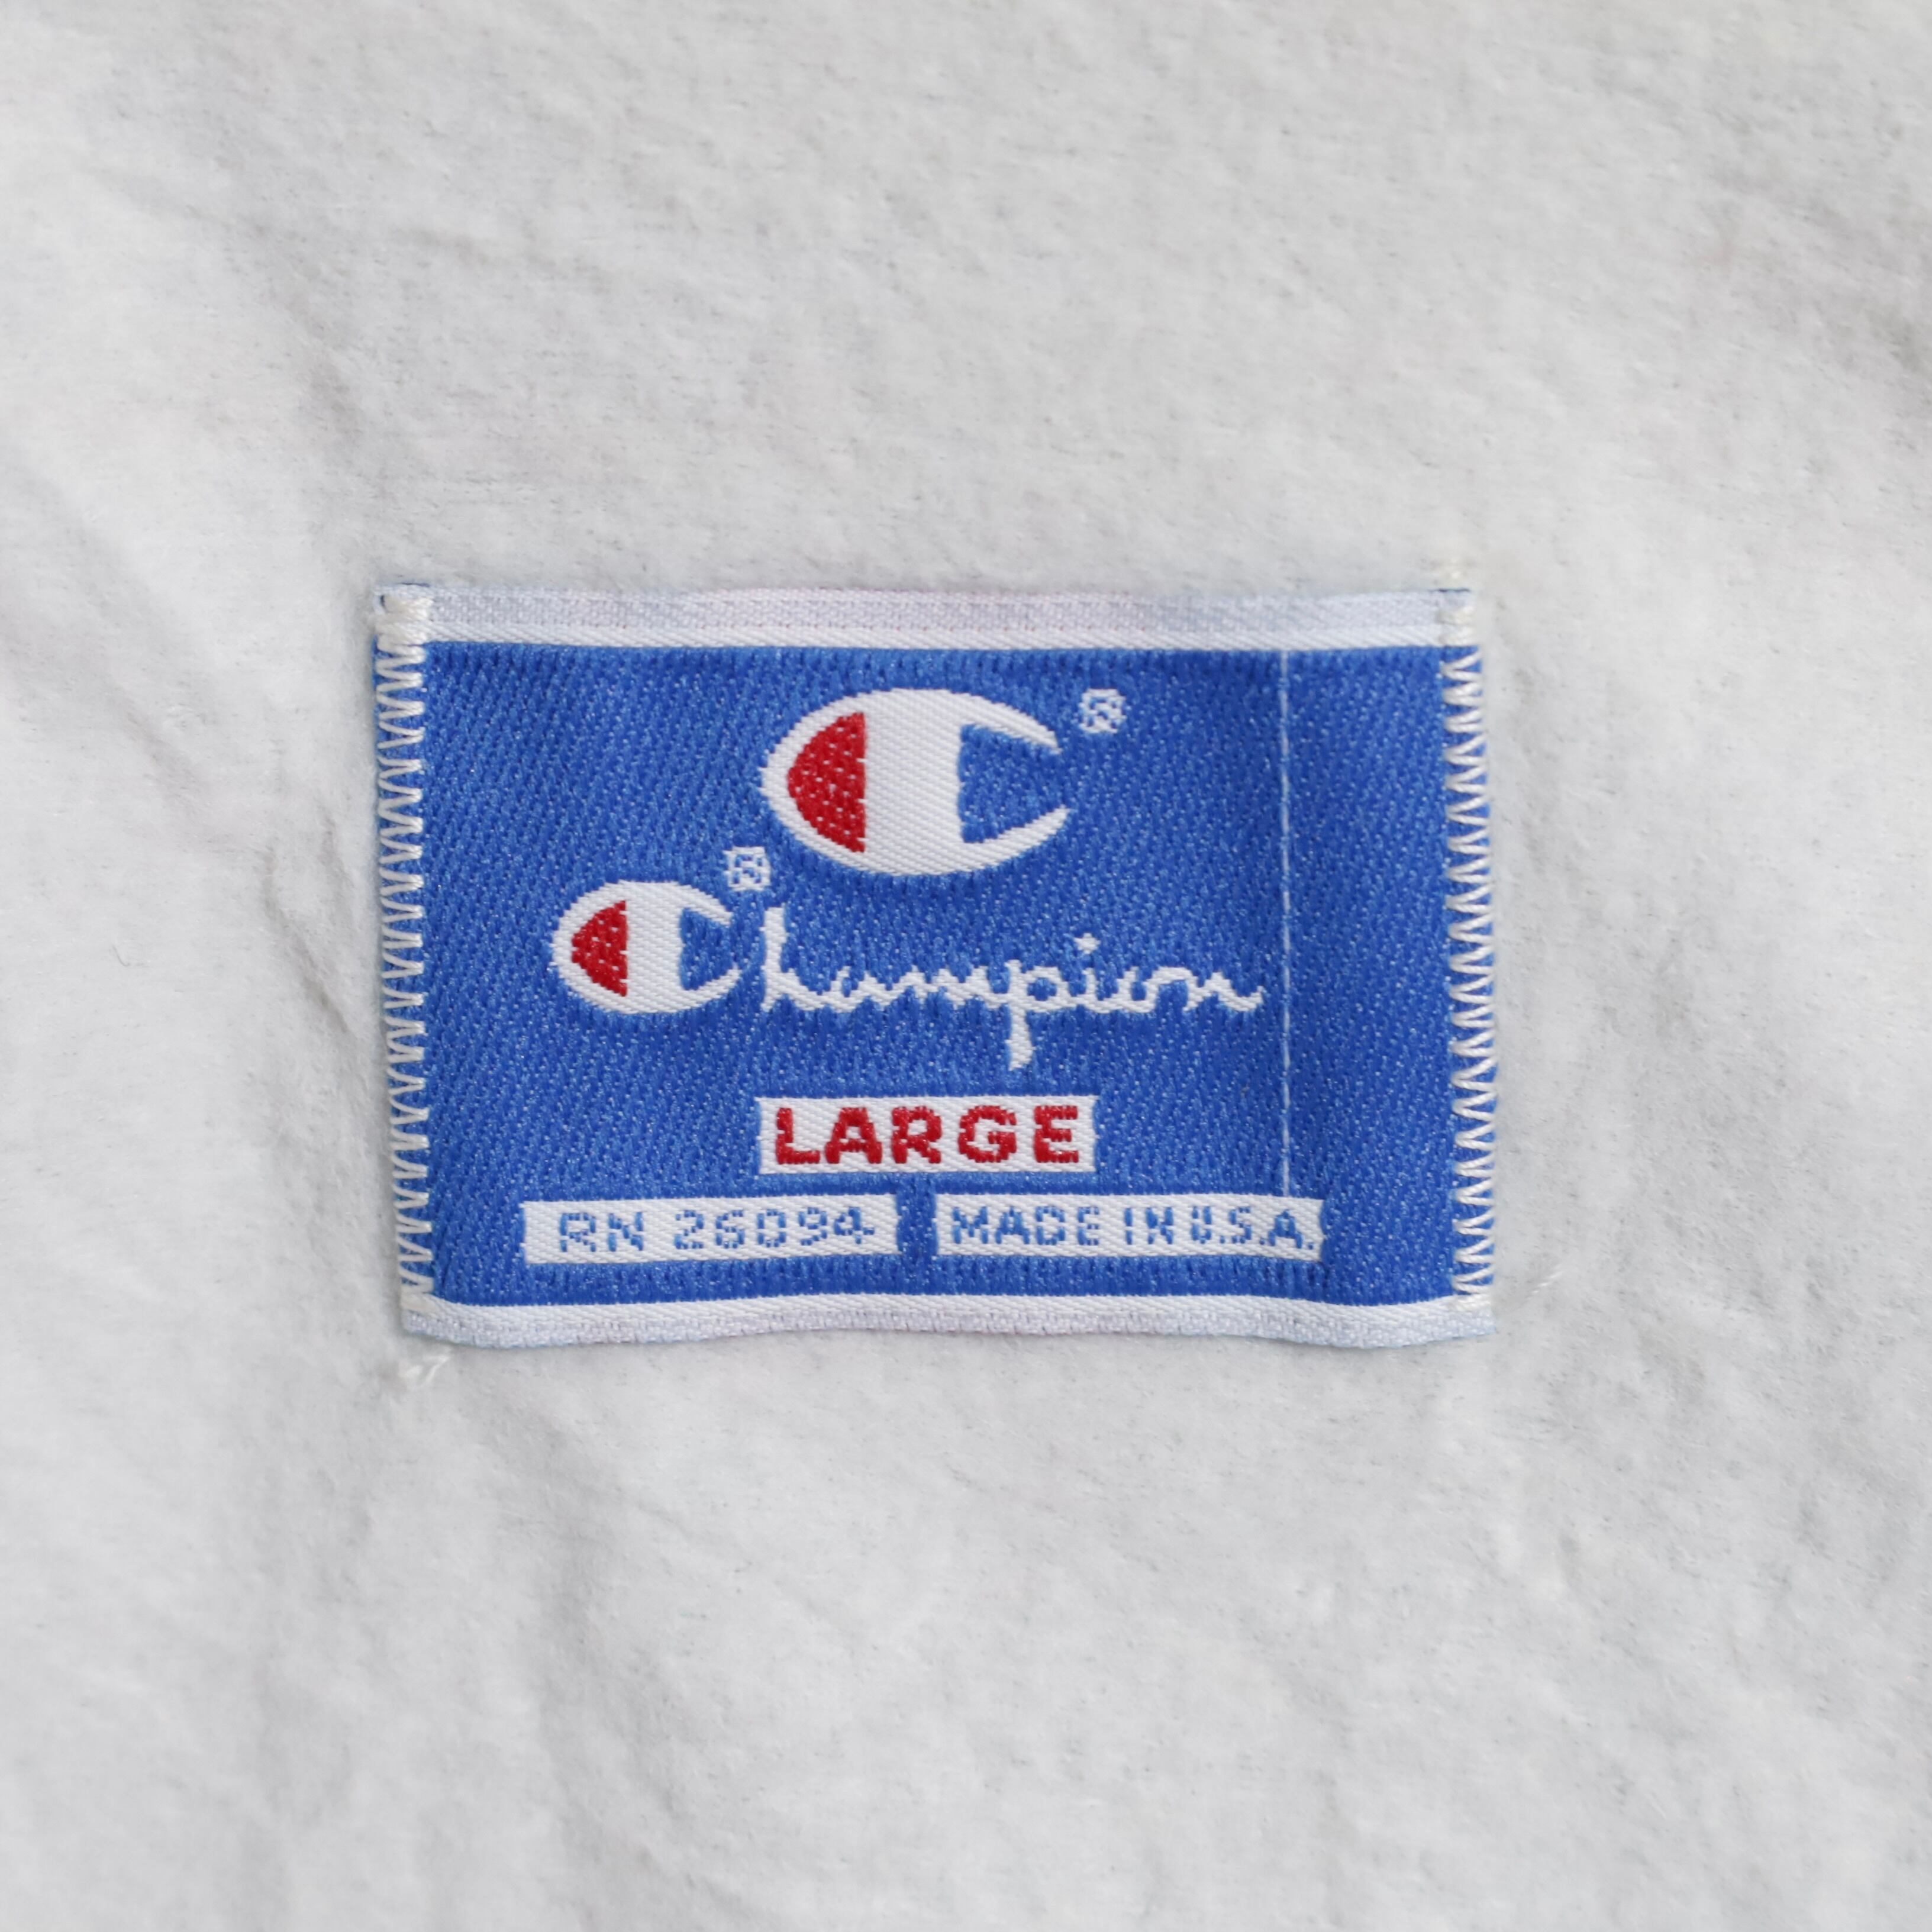 C®
Champion®
LARGE
RN 26094 MADE IN U.S.A.